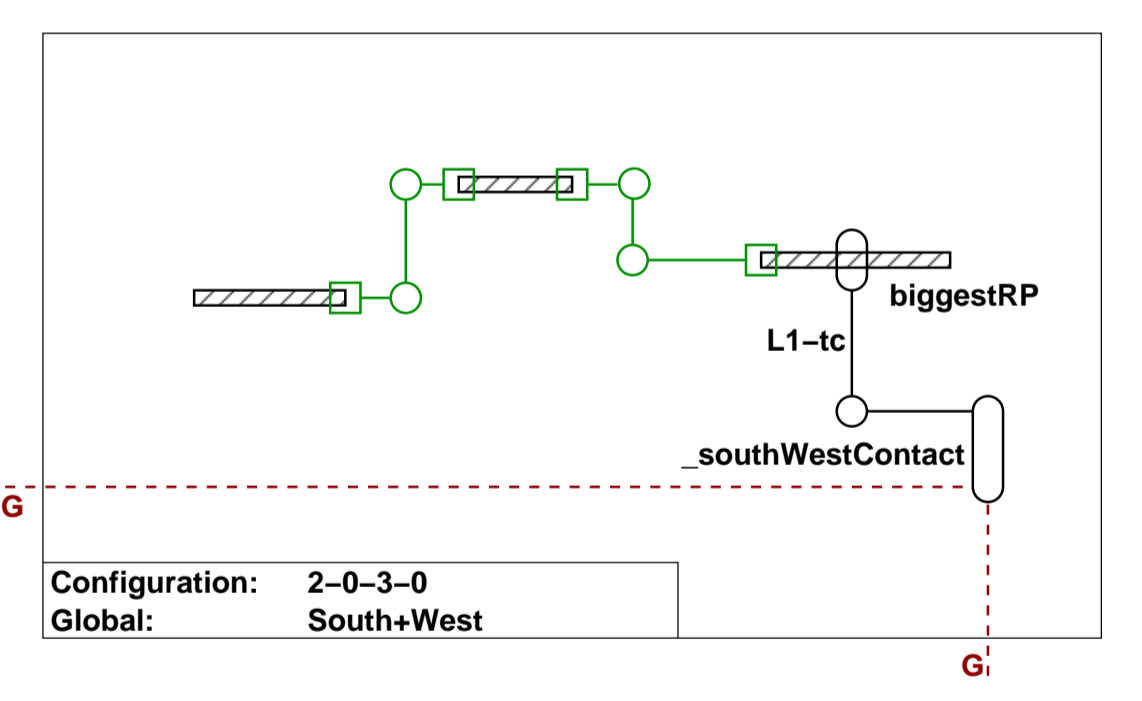 biggestRP
L1–tc
_southWestContact
G
Configuration: 2–0–3–0
Global: South+West
G